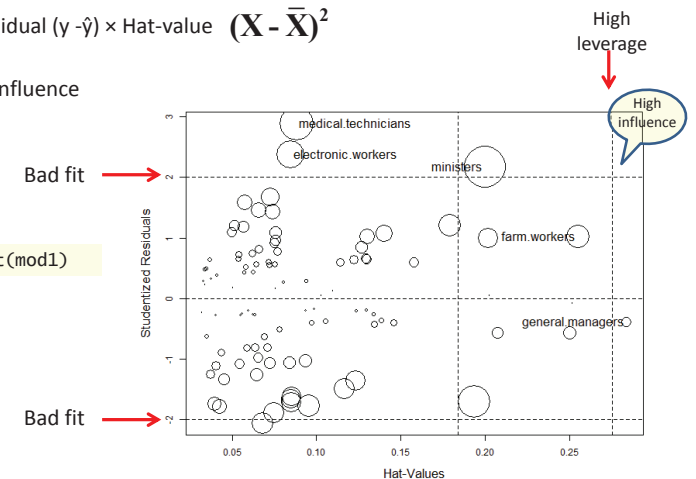 idual (y -ŷ) × Hat-value (X - X̄)²
High
leverage
nfluence
High
influence
medical.technicians
electronic.workers
ministers
Bad fit
farm.workers
t(mod1)
general.managers
Bad fit
Studentized Residuals
3
2
1
0
-1
-2
0.05 0.10 0.15 0.20 0.25
Hat-Values